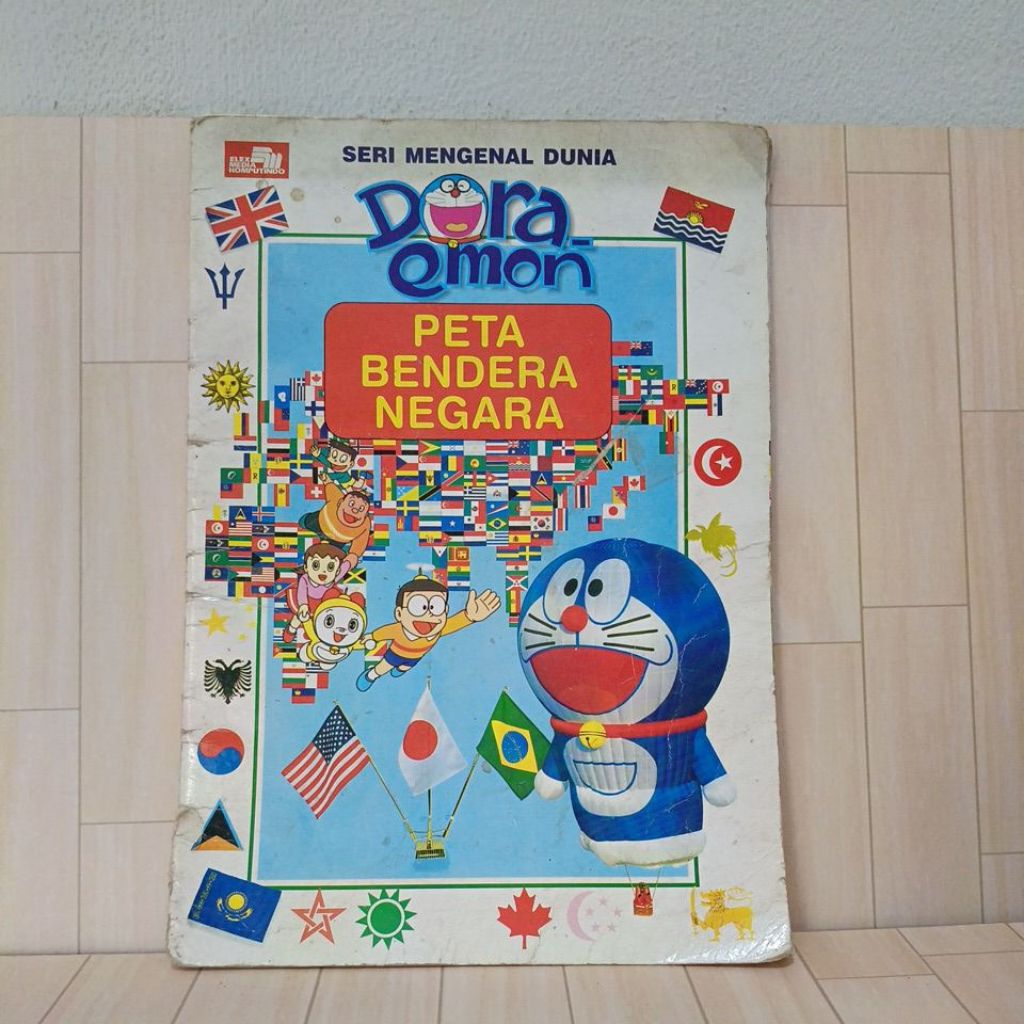 ELEX
MEDIA
KOMPUTINDO
SERI MENGENAL DUNIA
Dora-
emon
PETA
BENDERA
NEGARA